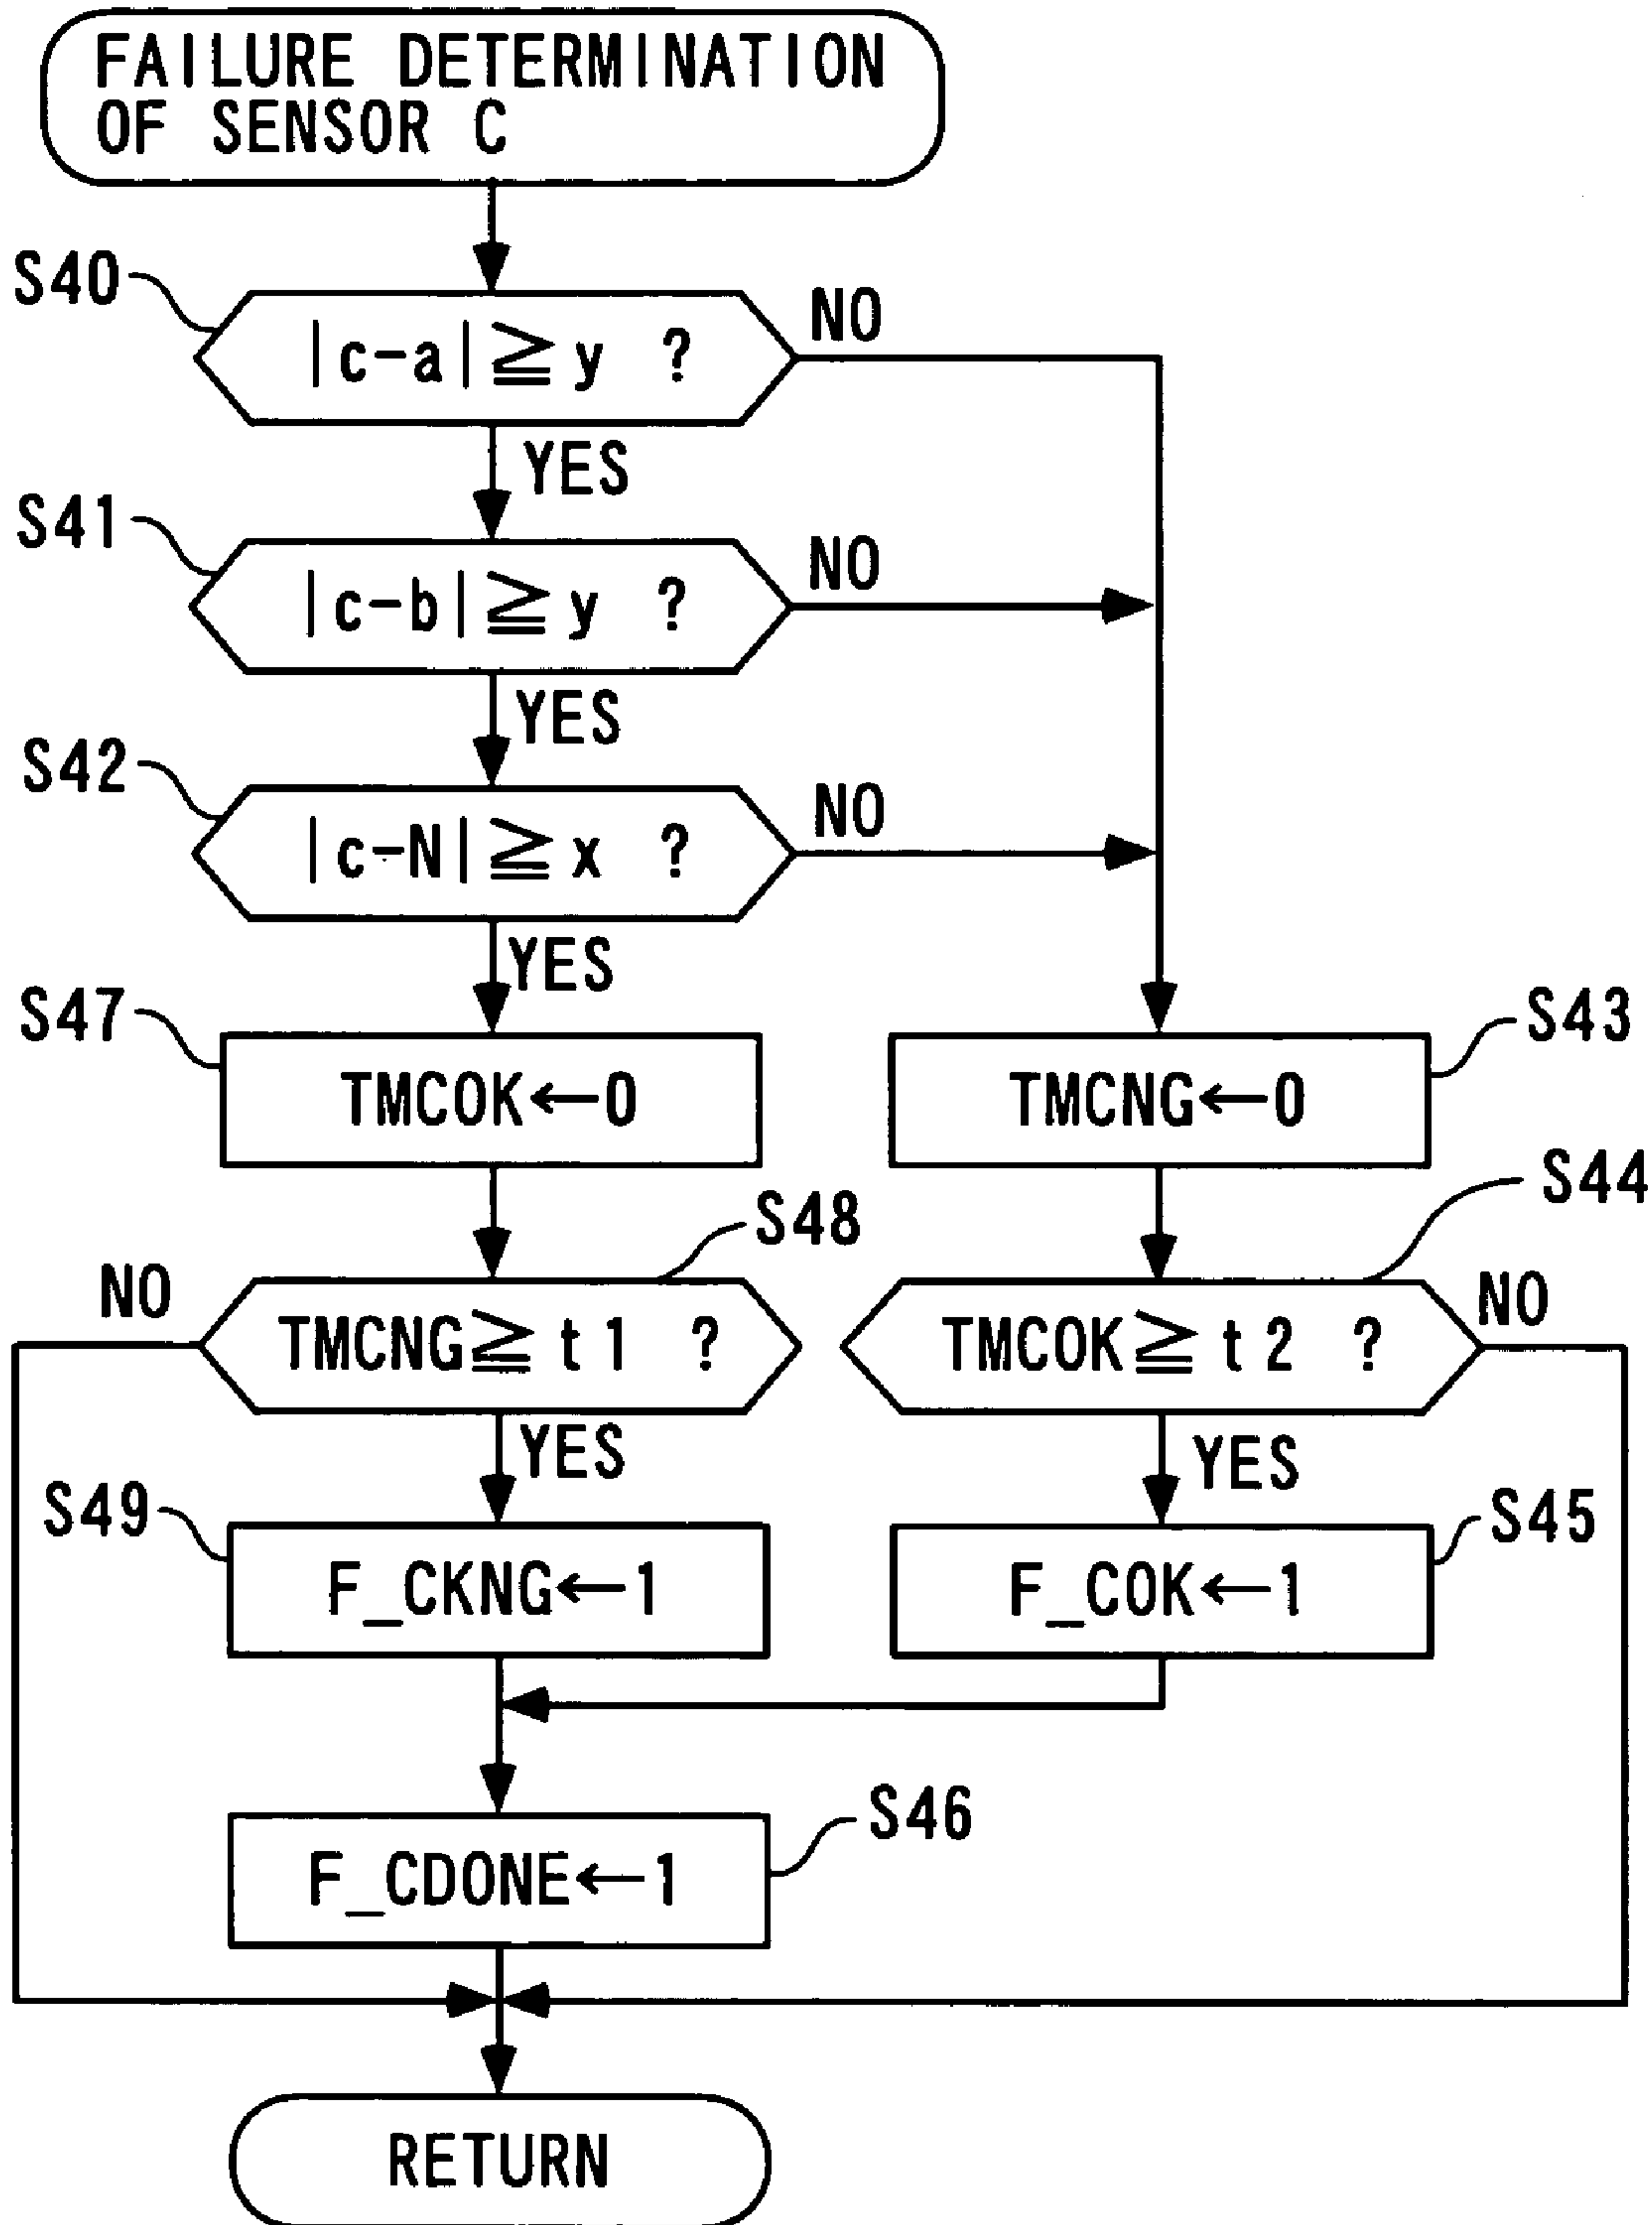 FAILURE DETERMINATION
OF SENSOR C
S40
|c-a|≧y ?
NO
YES
S41
|c-b|≧y ?
NO
YES
S42
|c-N|≧x ?
NO
YES
S47
TMCOK←0
S43
TMCNG←0
S48
NO
TMCNG≧t1 ?
YES
S44
TMCOK≧t2 ?
NO
YES
S49
F_CKNG←1
S45
F_COK←1
S46
F_CDONE←1
RETURN